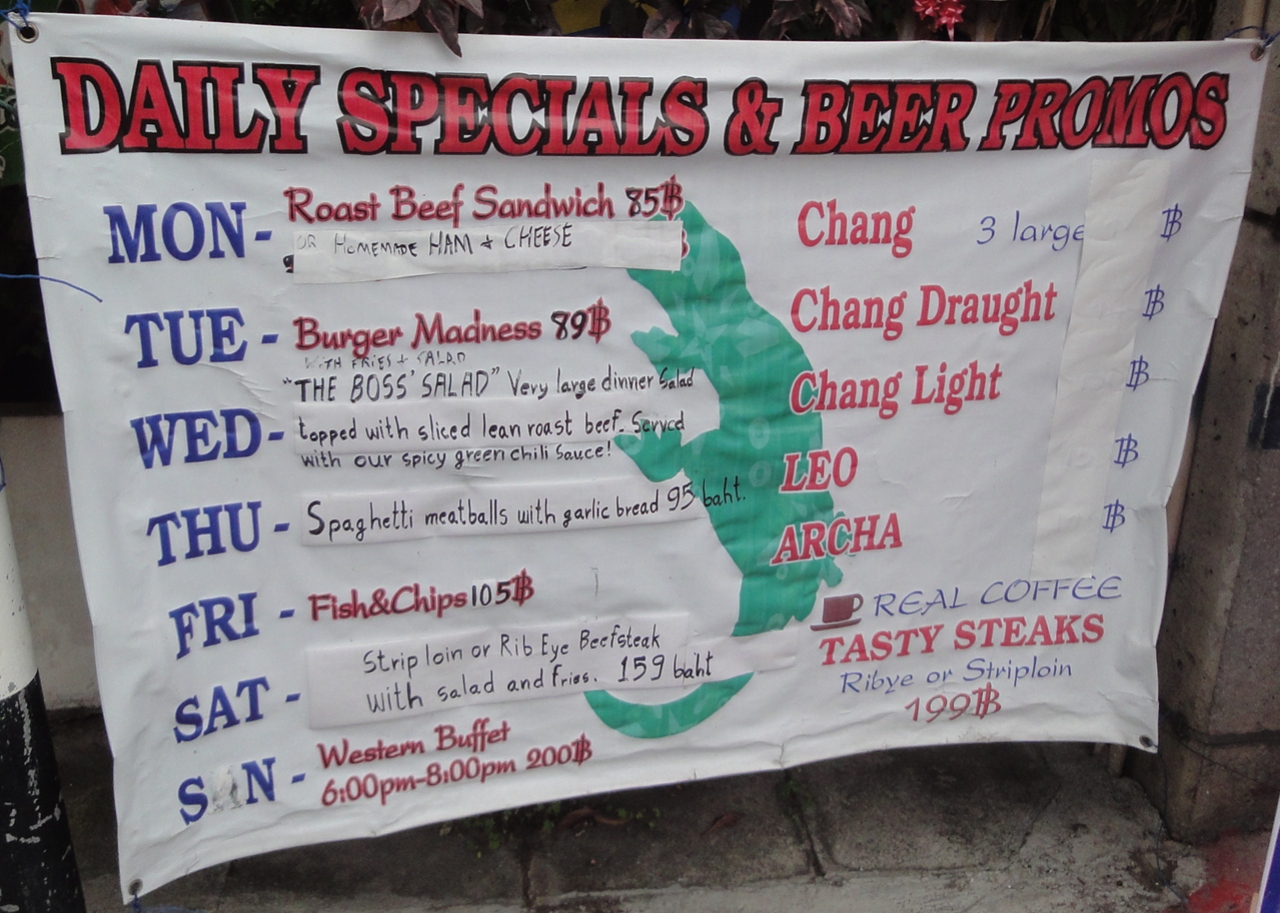 DAILY SPECIALS & BEER PROMOS
MON- Roast Beef Sandwich 85฿
OR HOMEMADE HAM & CHEESE
TUE - Burger Madness 89฿
WITH FRIES + SALAD
WED- "THE BOSS' SALAD" Very large dinner Salad
topped with sliced lean roast beef. Served
with our spicy green chili Sauce!
THU - Spaghetti meatballs with garlic bread 95 baht.
FRI - Fish&Chips 105฿
SAT - Strip loin or Rib Eye Beefsteak
with salad and fries. 159 baht
SAN - Western Buffet
6:00pm-8:00pm 200฿
Chang 3 large ฿
Chang Draught ฿
Chang Light ฿
LEO ฿
ARCHA ฿
REAL COFFEE
TASTY STEAKS
Ribye or Striploin
199฿